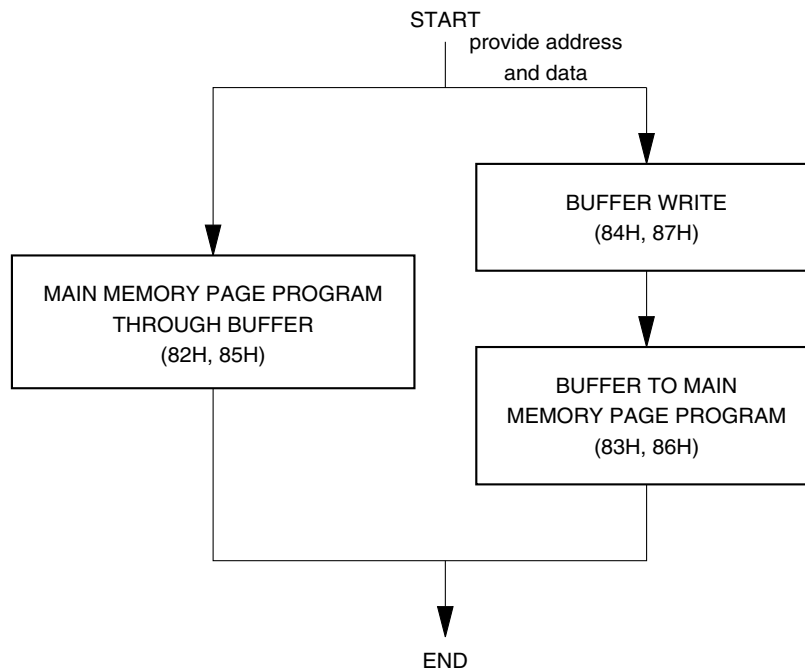 START
provide address
and data
BUFFER WRITE
(84H, 87H)
MAIN MEMORY PAGE PROGRAM
THROUGH BUFFER
(82H, 85H)
BUFFER TO MAIN
MEMORY PAGE PROGRAM
(83H, 86H)
END